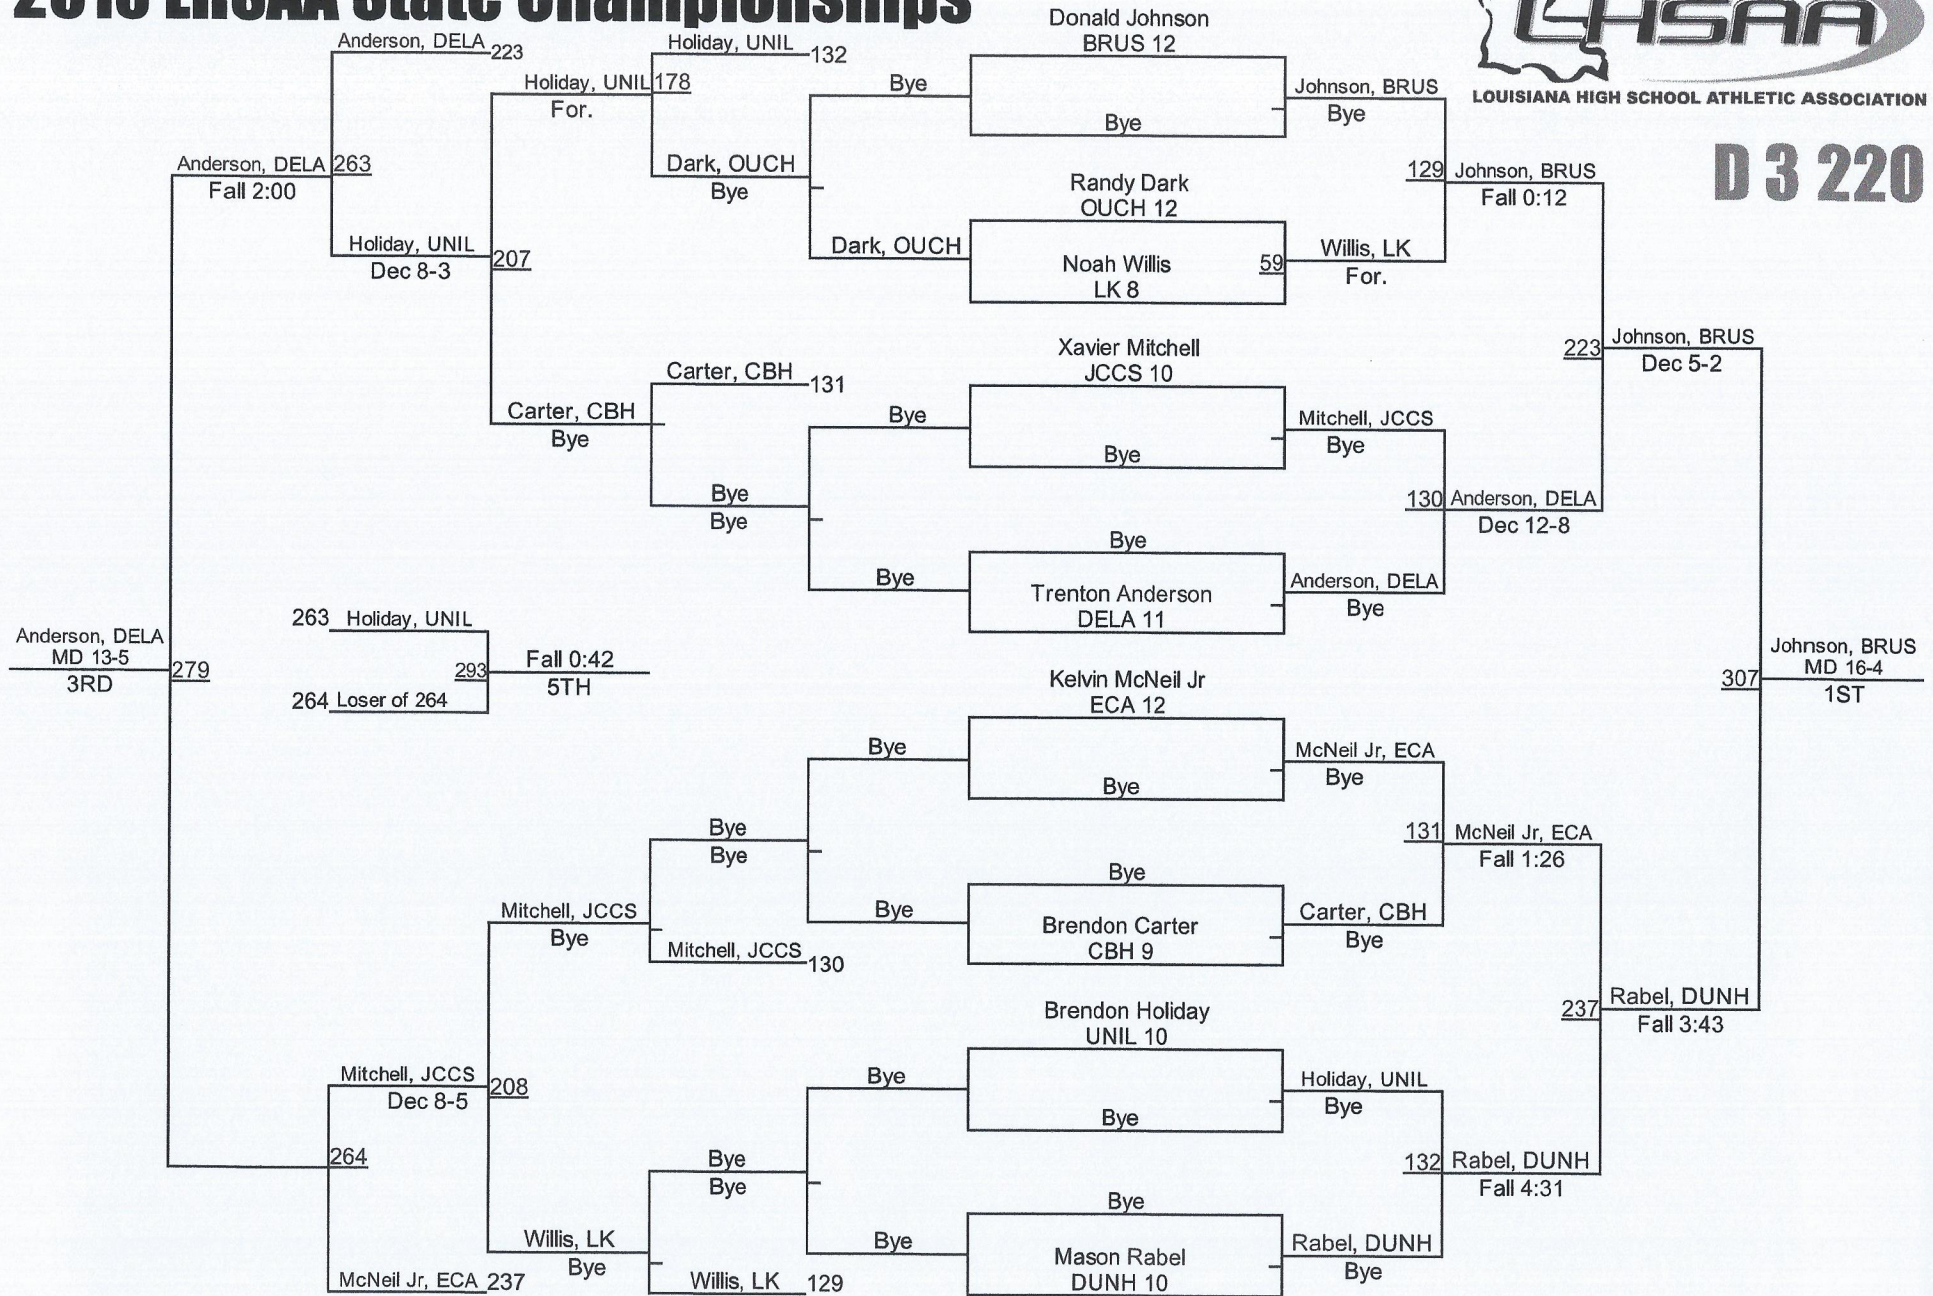 2016 LHSAA State Championships
LHSAA
LOUISIANA HIGH SCHOOL ATHLETIC ASSOCIATION
D 3 220
Anderson, DELA 223
Holiday, UNIL 178
For.
Anderson, DELA 263
Fall 2:00
Holiday, UNIL
Dec 8-3
207
Holiday, UNIL 132
Dark, OUCH
Bye
Carter, CBH 131
Carter, CBH
Bye
Bye
Bye
Anderson, DELA
MD 13-5
3RD
279
263 Holiday, UNIL
264 Loser of 264
293
Fall 0:42
5TH
Bye
Bye
Mitchell, JCCS
Bye
Mitchell, JCCS 130
Mitchell, JCCS
Dec 8-5
208
264
Bye
Bye
Willis, LK
Bye
Willis, LK 129
McNeil Jr, ECA 237
Bye
Dark, OUCH
Bye
Bye
Bye
Bye
Bye
Bye
Donald Johnson
BRUS 12
Bye
Randy Dark
OUCH 12
Noah Willis
LK 8
59
Xavier Mitchell
JCCS 10
Bye
Bye
Trenton Anderson
DELA 11
Kelvin McNeil Jr
ECA 12
Bye
Bye
Brendon Carter
CBH 9
Brendon Holiday
UNIL 10
Bye
Bye
Mason Rabel
DUNH 10
Johnson, BRUS
Bye
Willis, LK
For.
129
Johnson, BRUS
Fall 0:12
Mitchell, JCCS
Bye
130
Anderson, DELA
Dec 12-8
Anderson, DELA
Bye
223
Johnson, BRUS
Dec 5-2
McNeil Jr, ECA
Bye
131
McNeil Jr, ECA
Fall 1:26
Carter, CBH
Bye
Holiday, UNIL
Bye
132
Rabel, DUNH
Fall 4:31
Rabel, DUNH
Bye
237
Rabel, DUNH
Fall 3:43
307
Johnson, BRUS
MD 16-4
1ST